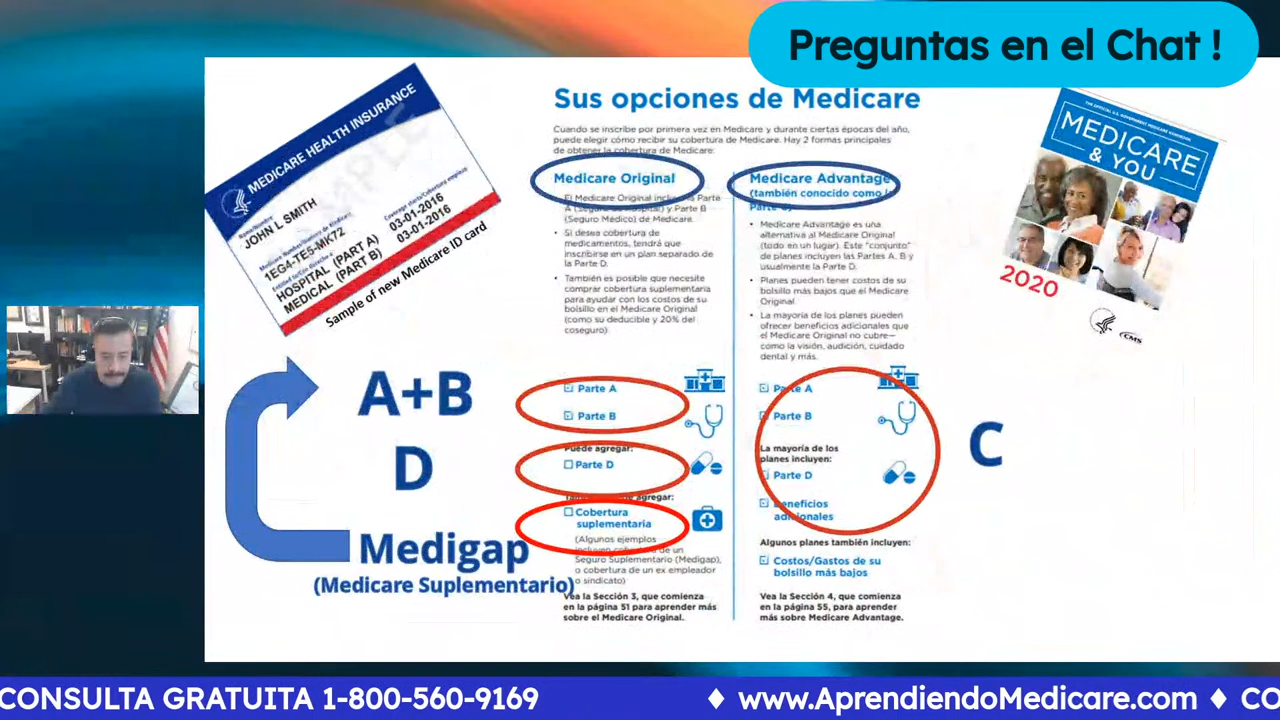 Preguntas en el Chat !
MEDICARE HEALTH INSURANCE
JOHN L SMITH
1EG4-TE5-MK72
HOSPITAL (PART A) 03-01-2016
MEDICAL (PART B) 03-01-2016
Sample of new Medicare ID card
Sus opciones de Medicare
Cuando se inscribe por primera vez en Medicare y durante ciertas épocas del año,
puede elegir cómo recibir su cobertura de Medicare. Hay 2 formas principales
de obtener la cobertura de Medicare:
Medicare Original
El Medicare Original incluye la Parte
A (Seguro de Hospital) y Parte B
(Seguro Médico) de Medicare.
• Si desea cobertura de
medicamentos, tendrá que
inscribirse en un plan separado de
la Parte D.
• También es posible que necesite
comprar cobertura suplementaria
para ayudar con los costos de su
bolsillo en el Medicare Original
(como su deducible y 20% del
coseguro)
Parte A
Parte B
Puede agregar:
Parte D
agregar:
Cobertura
suplementaria
(Algunos ejemplos
incluyen cobertura de un
Seguro Suplementario (Medigap),
o cobertura de un ex empleador
o sindicato)
Vea la Sección 3, que comienza
en la página 51 para aprender más
sobre el Medicare Original.
Medicare Advantage
(también conocido como la
Parte C)
• Medicare Advantage es una
alternativa al Medicare Original
(todo en un lugar). Este "conjunto"
de planes incluyen las Partes A, B y
usualmente la Parte D.
• Planes pueden tener costos de su
bolsillo más bajos que el Medicare
Original
• La mayoría de los planes pueden
ofrecer beneficios adicionales que
el Medicare Original no cubre—
como la visión, audición, cuidado
dental y más.
Parte A
Parte B
La mayoría de los
planes incluyen:
Parte D
Beneficios
adicionales
Algunos planes también incluyen:
Costos/Gastos de su
bolsillo más bajos
Vea la Sección 4, que comienza
en la página 55, para aprender
más sobre Medicare Advantage.
THE OFFICIAL U.S. GOVERNMENT MEDICARE HANDBOOK
MEDICARE
& YOU
2020
CMS
A+B
D
Medigap
(Medicare Suplementario)
C
CONSULTA GRATUITA 1-800-560-9169 ♦ www.AprendiendoMedicare.com ♦ CO